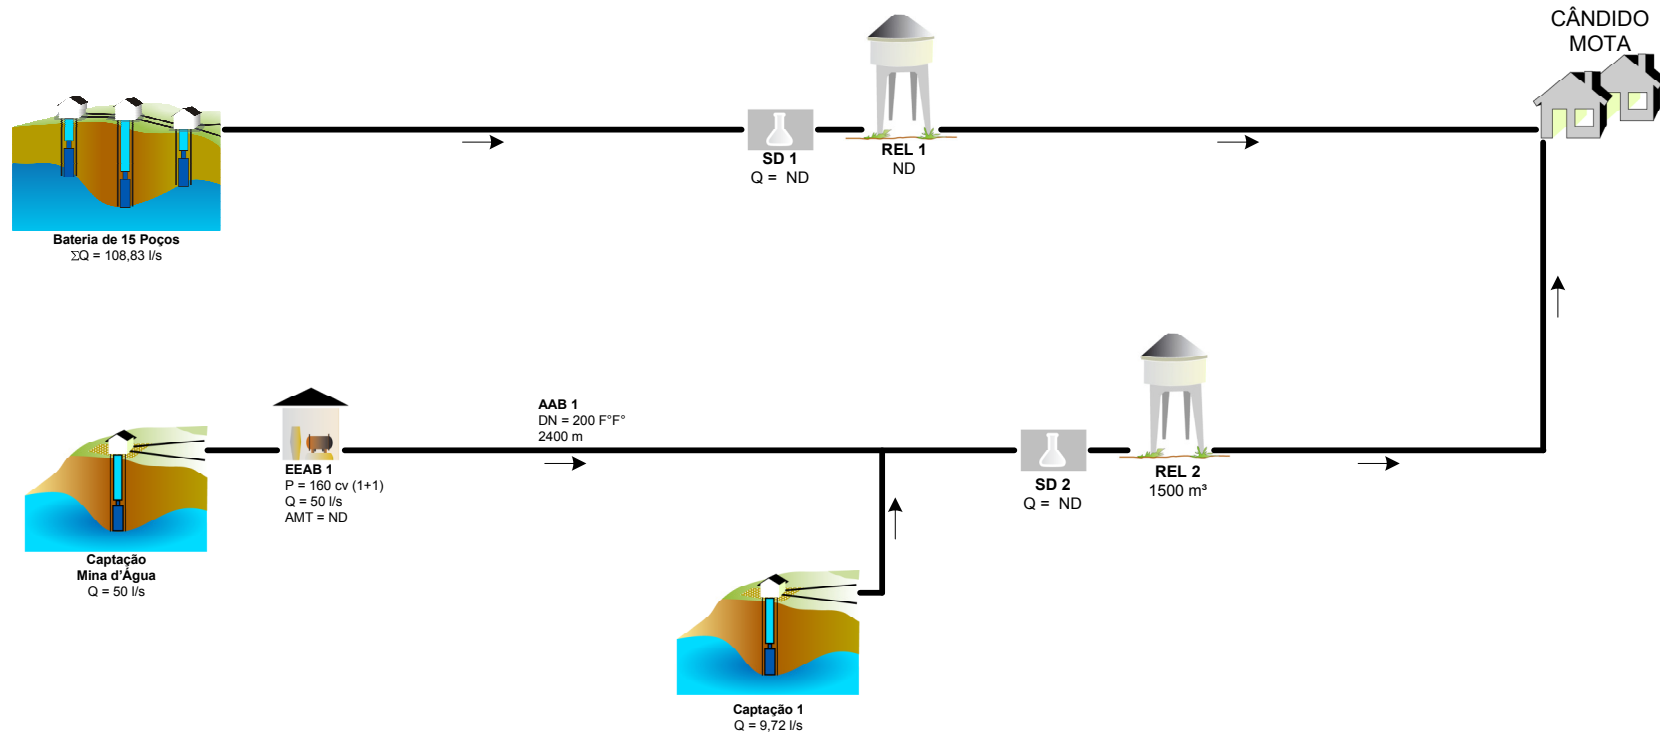 CÂNDIDO
MOTA
SD 1
Q = ND
REL 1
ND
Bateria de 15 Poços
ΣQ = 108,83 l/s
AAB 1
DN = 200 F°F°
2400 m
EEAB 1
P = 160 cv (1+1)
Q = 50 l/s
AMT = ND
SD 2
Q = ND
REL 2
1500 m³
Captação
Mina d'Água
Q = 50 l/s
Captação 1
Q = 9,72 l/s